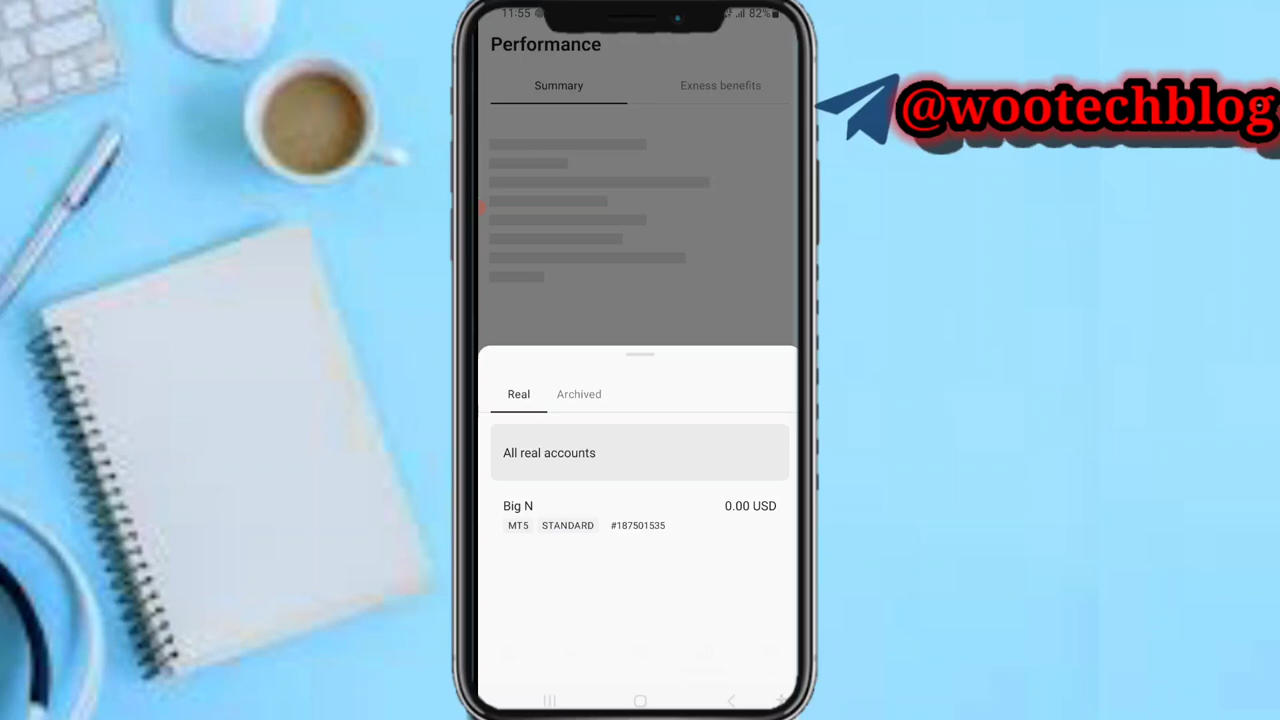 11:55
82%
Performance
Summary
Exness benefits
@wootechblog
Real
Archived
All real accounts
Big N
0.00 USD
MT5
STANDARD
#187501535